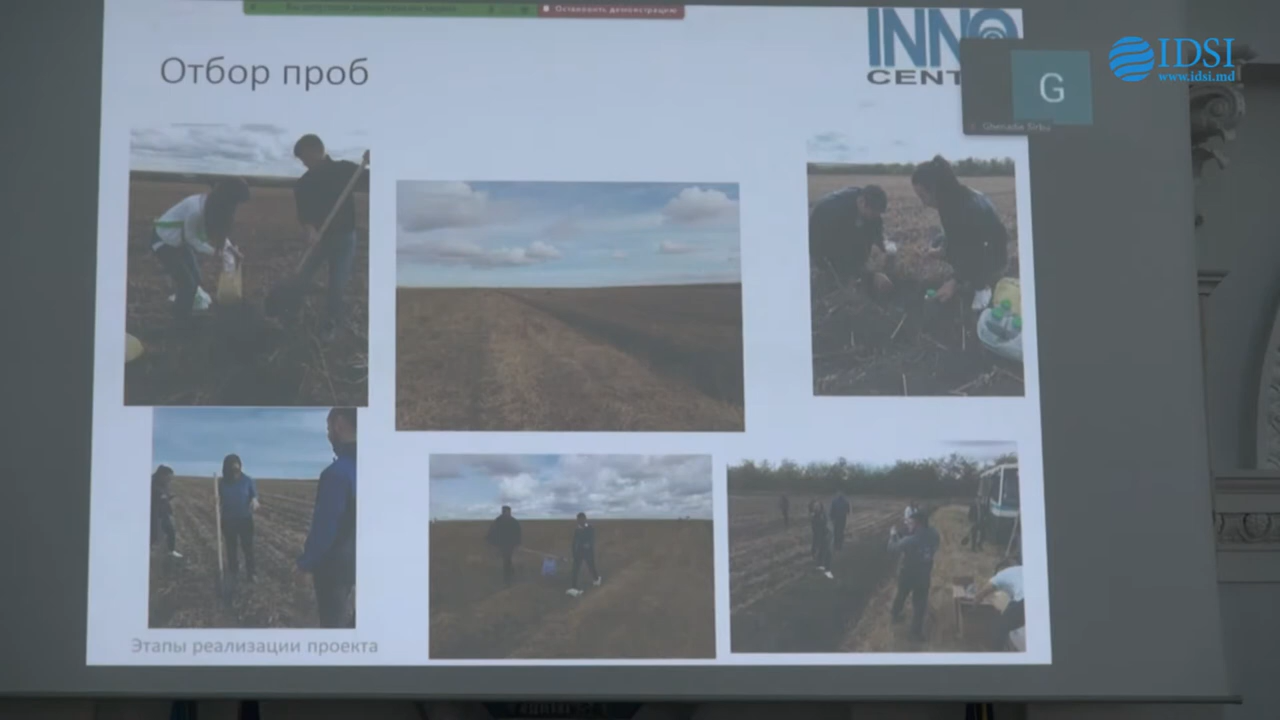 Остановить демонстрацию
INNO
CENT
Отбор проб
G
Ghenadie Sirbu
IDSI
www.idsi.md
Этапы реализации проекта